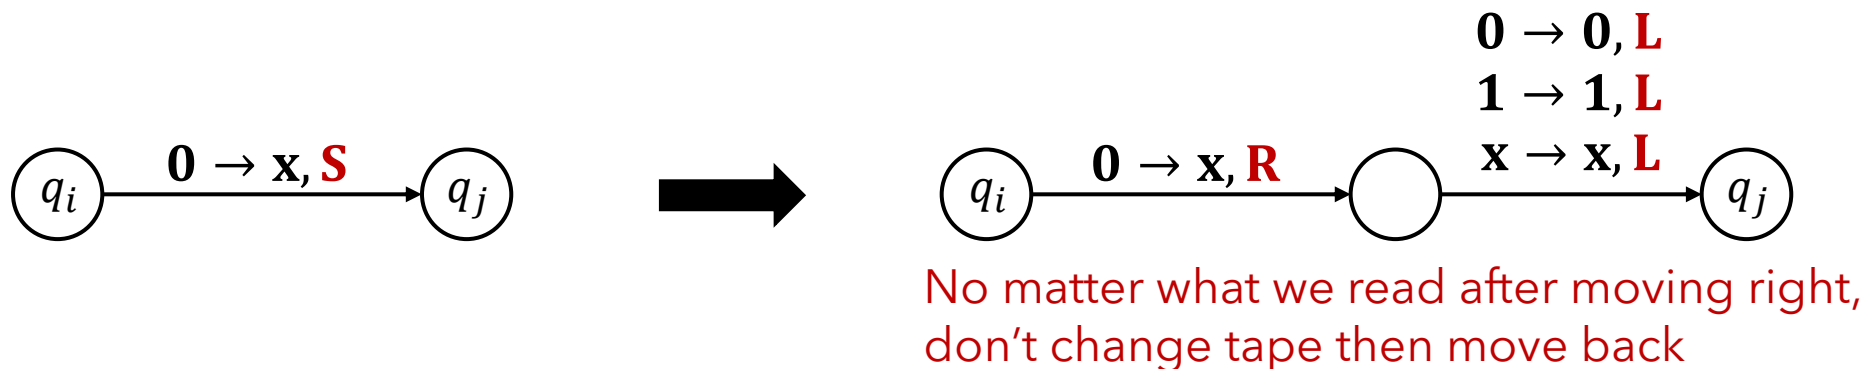 q_i
0 → x, S
q_j
q_i
0 → x, R
0 → 0, L
1 → 1, L
x → x, L
q_j
No matter what we read after moving right,
don't change tape then move back